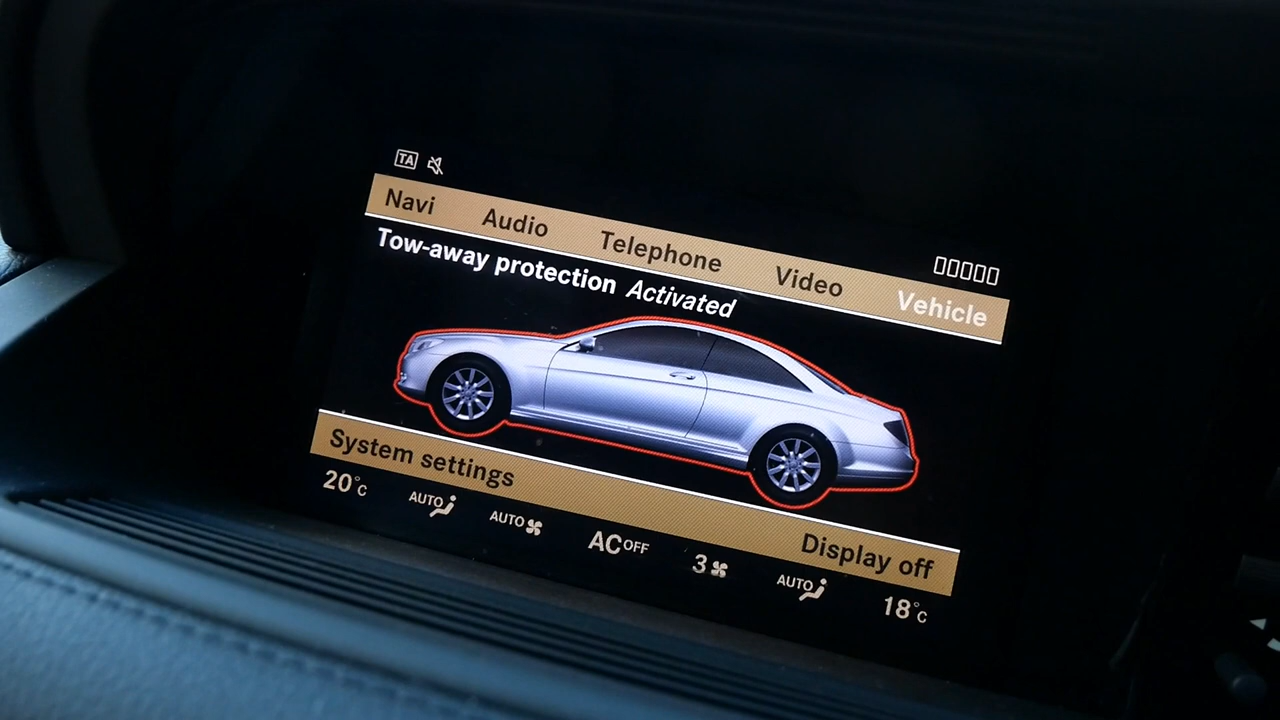 TA
Navi Audio Telephone Video Vehicle
Tow-away protection Activated
System settings Display off
20°C AUTO AUTO AC OFF 3 AUTO 18°C